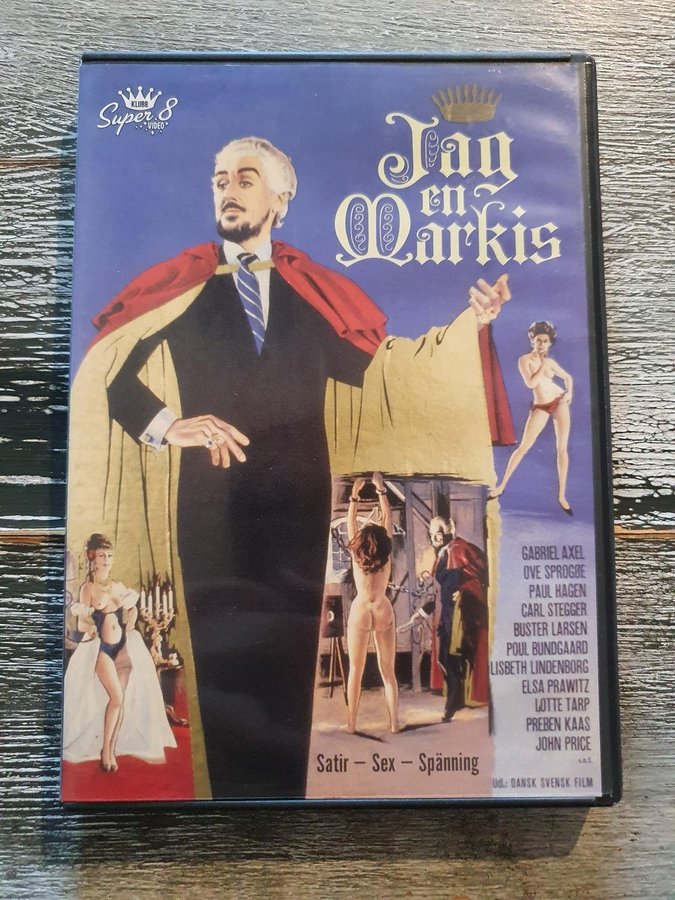 KLUBB
Super 8
VIDEO
Jag
en
Markis
GABRIEL AXEL
OVE SPROGØE
PAUL HAGEN
CARL STEGGER
BUSTER LARSEN
POUL BUNDGAARD
LISBETH LINDENBORG
ELSA PRAWITZ
LOTTE TARP
PREBEN KAAS
JOHN PRICE
Satir – Sex – Spänning
DANSK SVENSK FILM